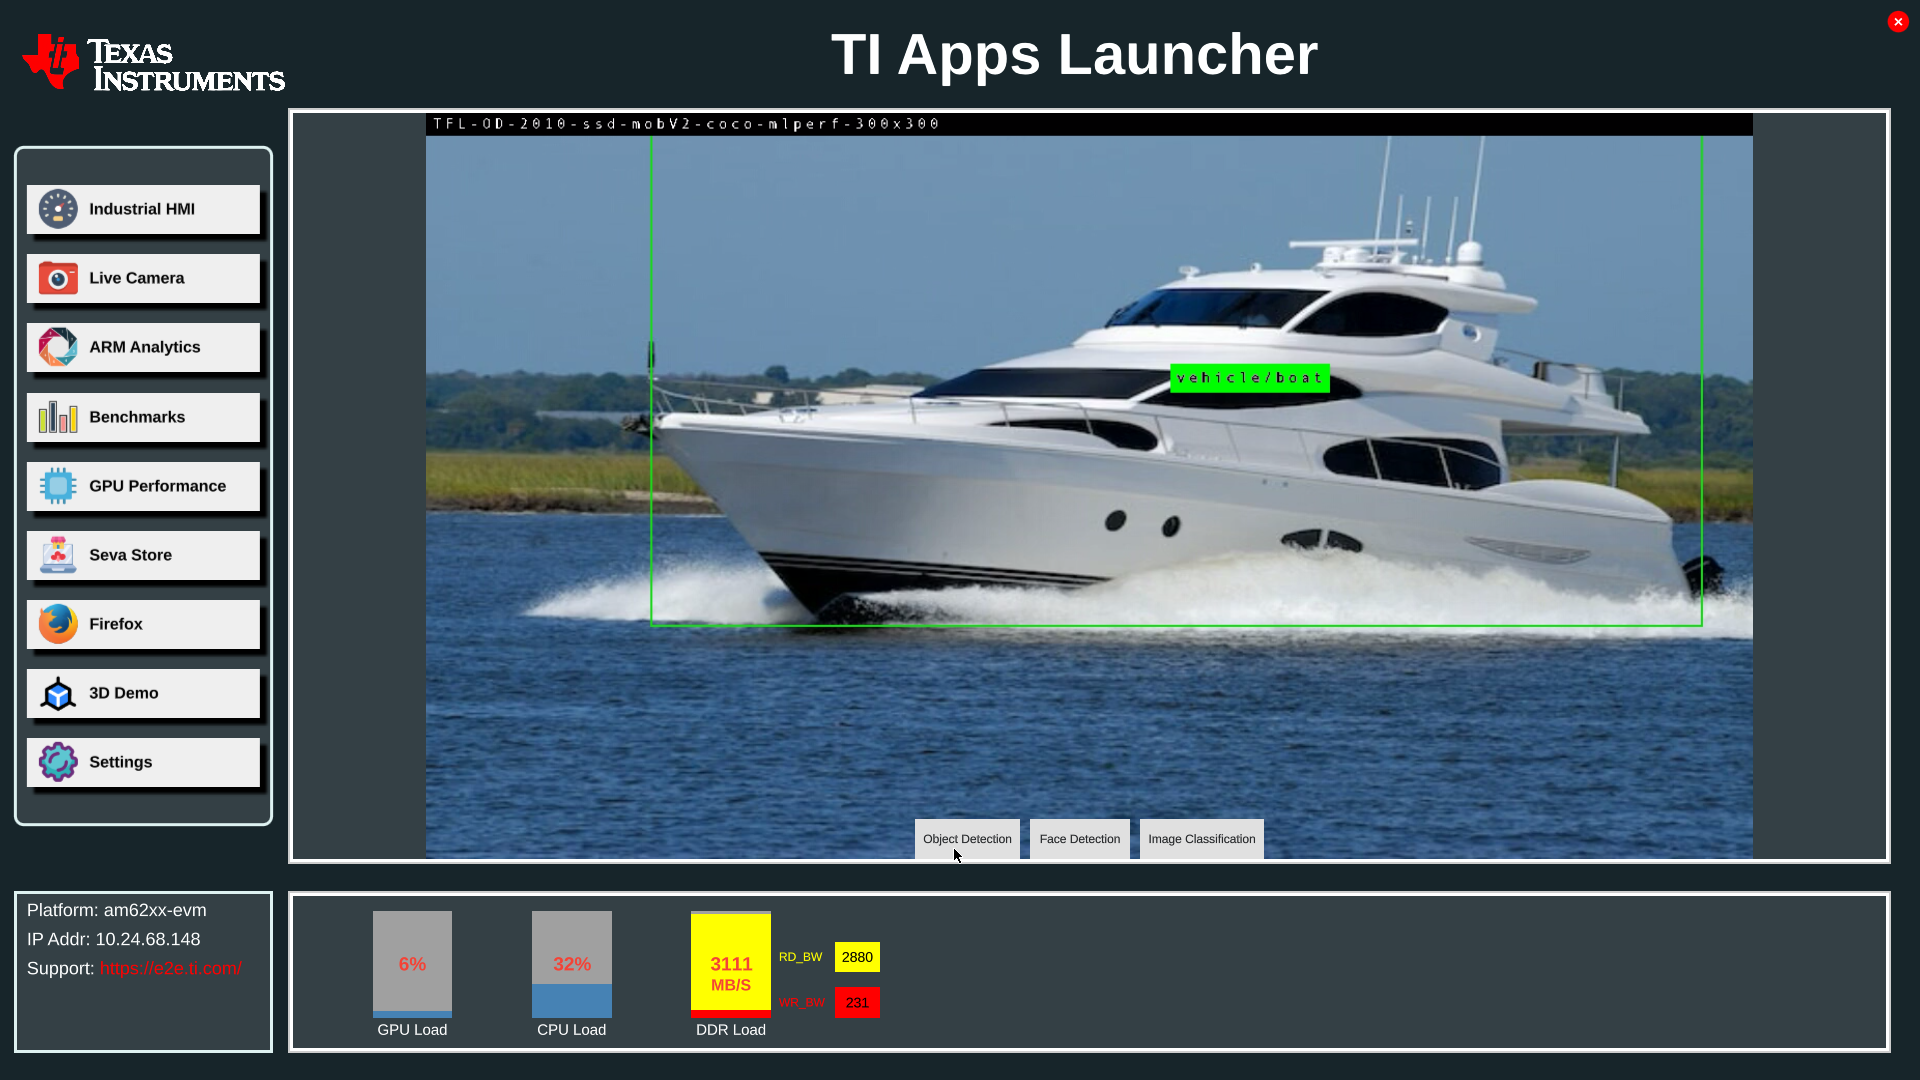 TEXAS
INSTRUMENTS
TI Apps Launcher
TFL-OD-2010-ssd-mobV2-coco-mlperf-300x300
Industrial HMI
Live Camera
ARM Analytics
Benchmarks
GPU Performance
Seva Store
Firefox
3D Demo
Settings
vehicle/boat
Object Detection
Face Detection
Image Classification
Platform: am62xx-evm
IP Addr: 10.24.68.148
Support: https://e2e.ti.com/
6%
GPU Load
32%
CPU Load
3111
MB/S
DDR Load
RD_BW 2880
WR_BW 231